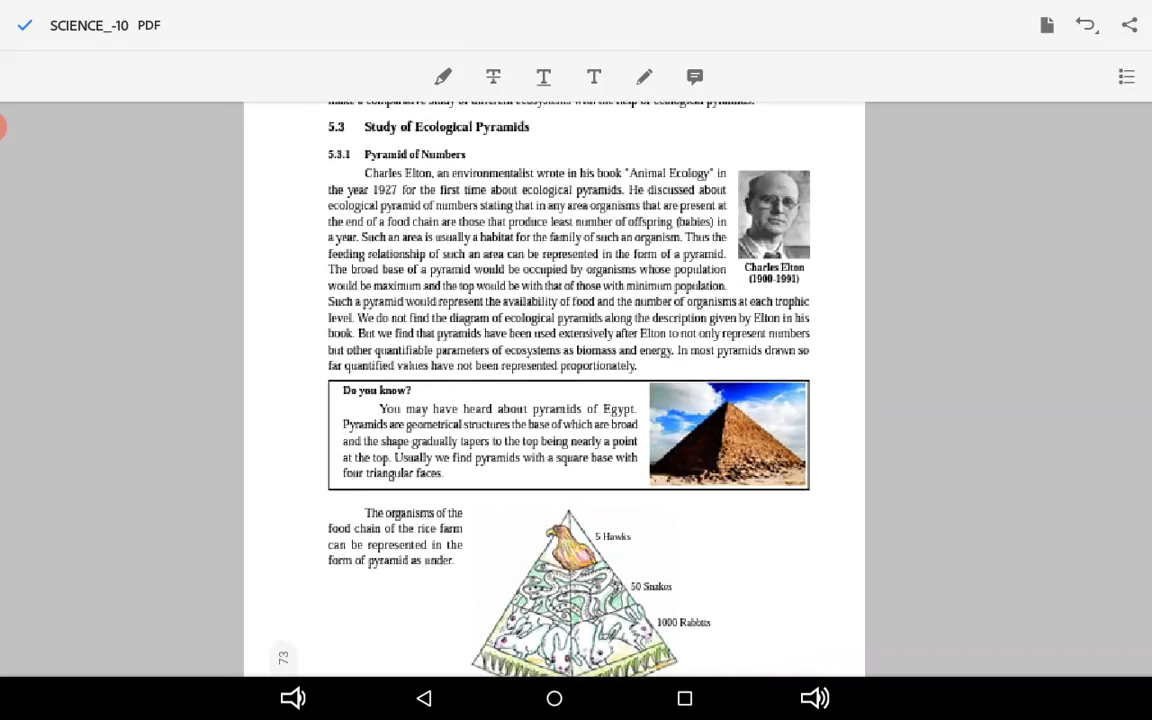 SCIENCE_-10 PDF
make a comparative study of different ecosystems with the help of ecological pyramids.
5.3 Study of Ecological Pyramids
5.3.1 Pyramid of Numbers
Charles Elton, an environmentalist wrote in his book "Animal Ecology" in
the year 1927 for the first time about ecological pyramids. He discussed about
ecological pyramid of numbers stating that in any area organisms that are present at
the end of a food chain are those that produce least number of offspring (babies) in
a year. Such an area is usually a habitat for the family of such an organism. Thus the
feeding relationship of such an area can be represented in the form of a pyramid.
The broad base of a pyramid would be occupied by organisms whose population
would be maximum and the top would be with that of those with minimum population.
Charles Elton
(1900-1991)
Such a pyramid would represent the availability of food and the number of organisms at each trophic
level. We do not find the diagram of ecological pyramids along the description given by Elton in his
book. But we find that pyramids have been used extensively after Elton to not only represent numbers
but other quantifiable parameters of ecosystems as biomass and energy. In most pyramids drawn so
far quantified values have not been represented proportionately.
Do you know?
You may have heard about pyramids of Egypt.
Pyramids are geometrical structures the base of which are broad
and the shape gradually tapers to the top being nearly a point
at the top. Usually we find pyramids with a square base with
four triangular faces.
The organisms of the
food chain of the rice farm
can be represented in the
form of pyramid as under.
5 Hawks
50 Snakes
1000 Rabbits
73